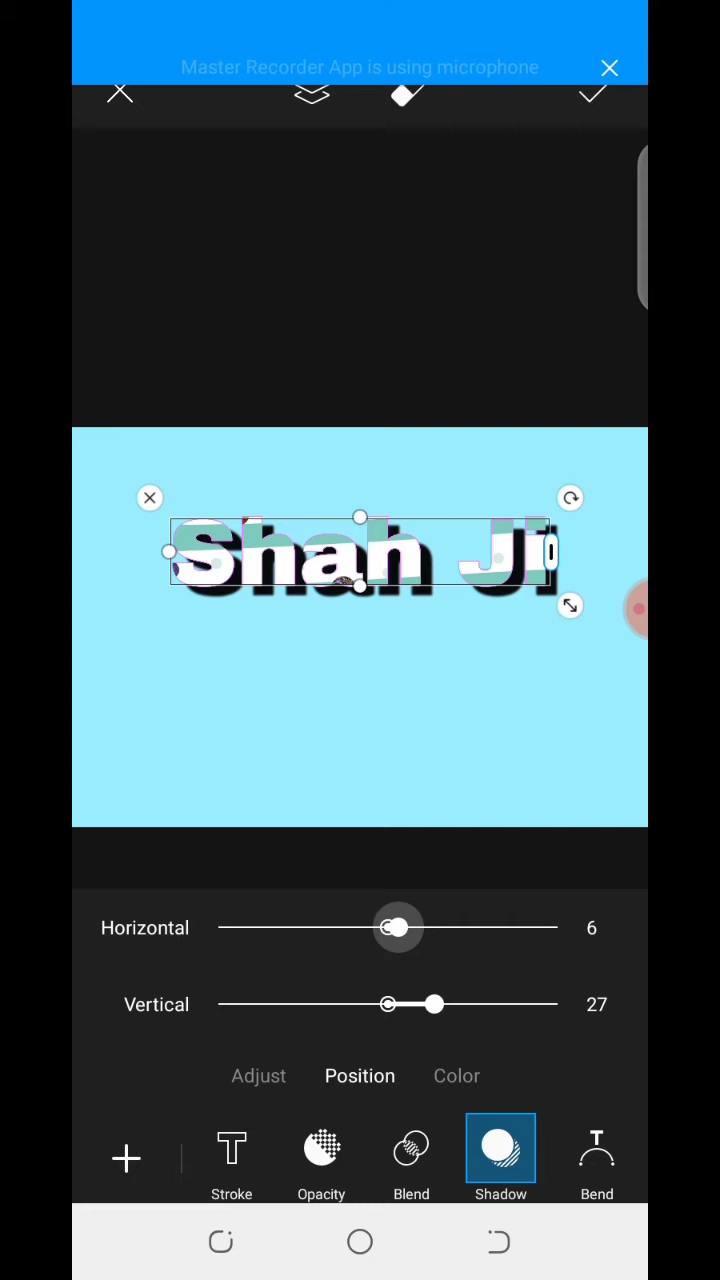 Master Recorder App is using microphone
Shah Ji
Horizontal 6
Vertical 27
Adjust Position Color
Stroke Opacity Blend Shadow Bend